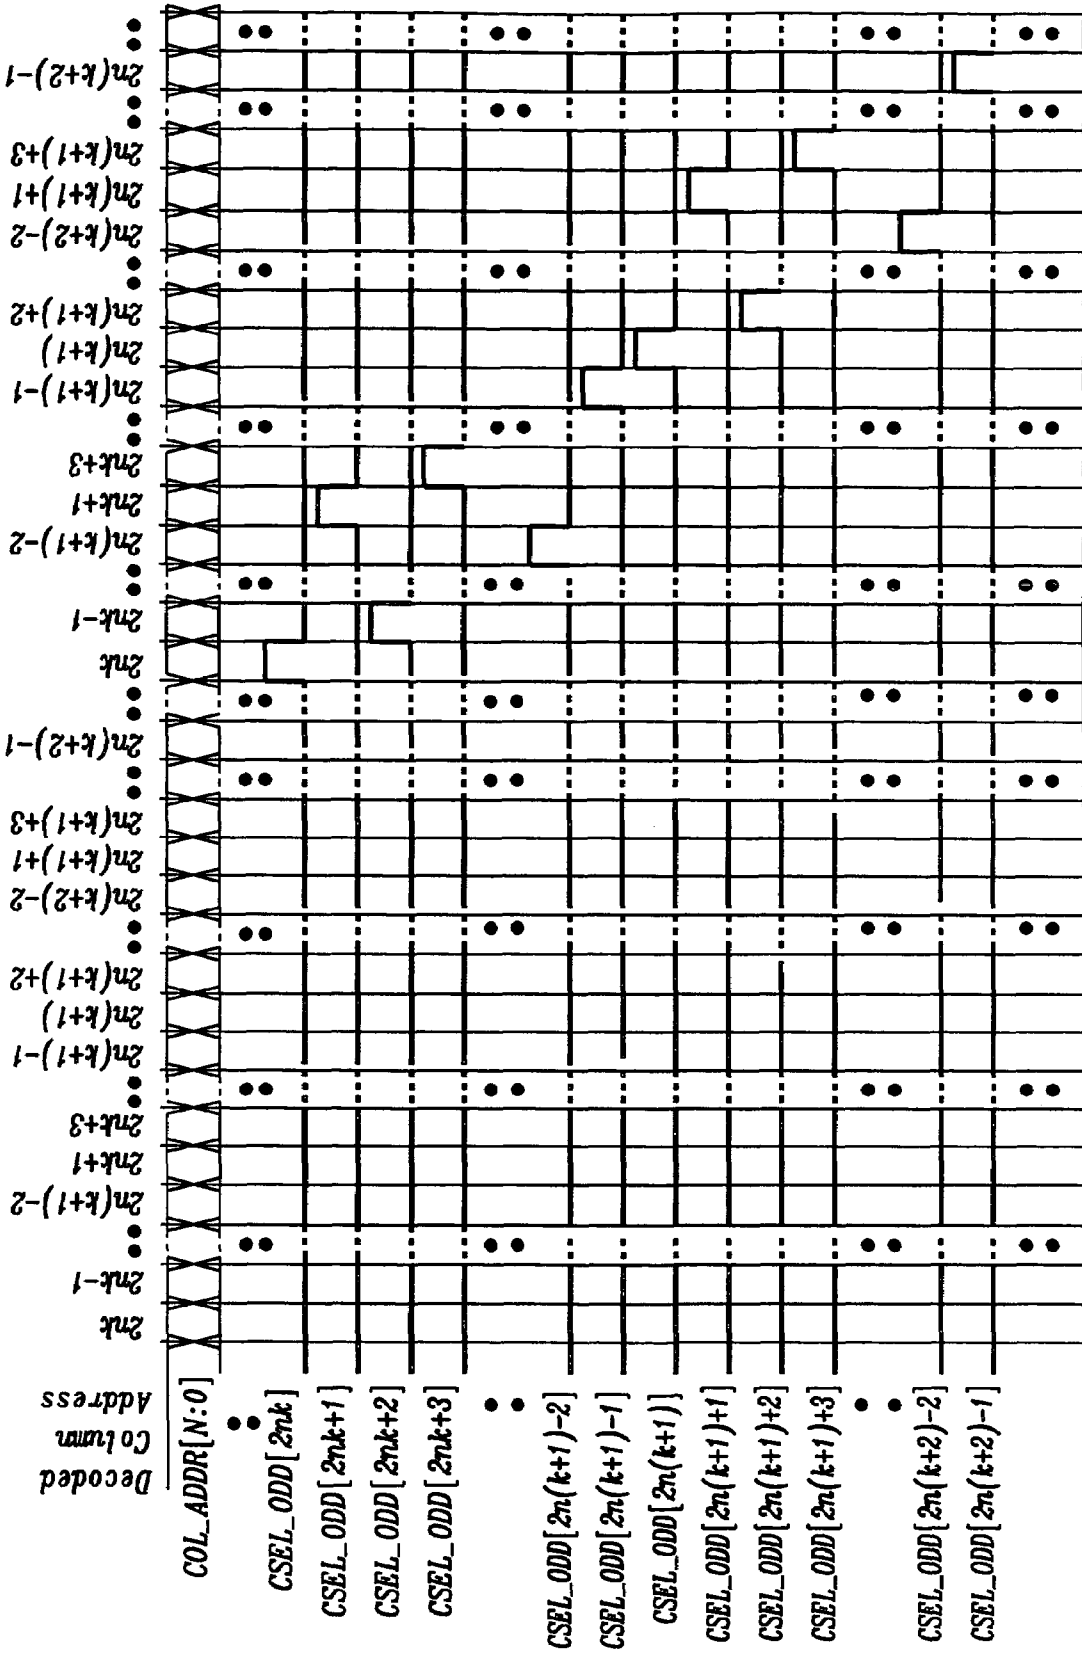 Decoded
Column
Address
2nk
2nk-1
2n(k+1)-2
2nk+1
2nk+3
2n(k+1)-1
2n(k+1)
2n(k+1)+2
2n(k+2)-2
2n(k+1)+1
2n(k+1)+3
2n(k+2)-1
2nk
2nk-1
2n(k+1)-2
2nk+1
2nk+3
2n(k+1)-1
2n(k+1)
2n(k+1)+2
2n(k+2)-2
2n(k+1)+1
2n(k+1)+3
2n(k+2)-1
COL_ADDR[N:0]
CSEL_ODD[2nk]
CSEL_ODD[2nk+1]
CSEL_ODD[2nk+2]
CSEL_ODD[2nk+3]
CSEL_ODD[2n(k+1)-2]
CSEL_ODD[2n(k+1)-1]
CSEL_ODD[2n(k+1)]
CSEL_ODD[2n(k+1)+1]
CSEL_ODD[2n(k+1)+2]
CSEL_ODD[2n(k+1)+3]
CSEL_ODD[2n(k+2)-2]
CSEL_ODD[2n(k+2)-1]